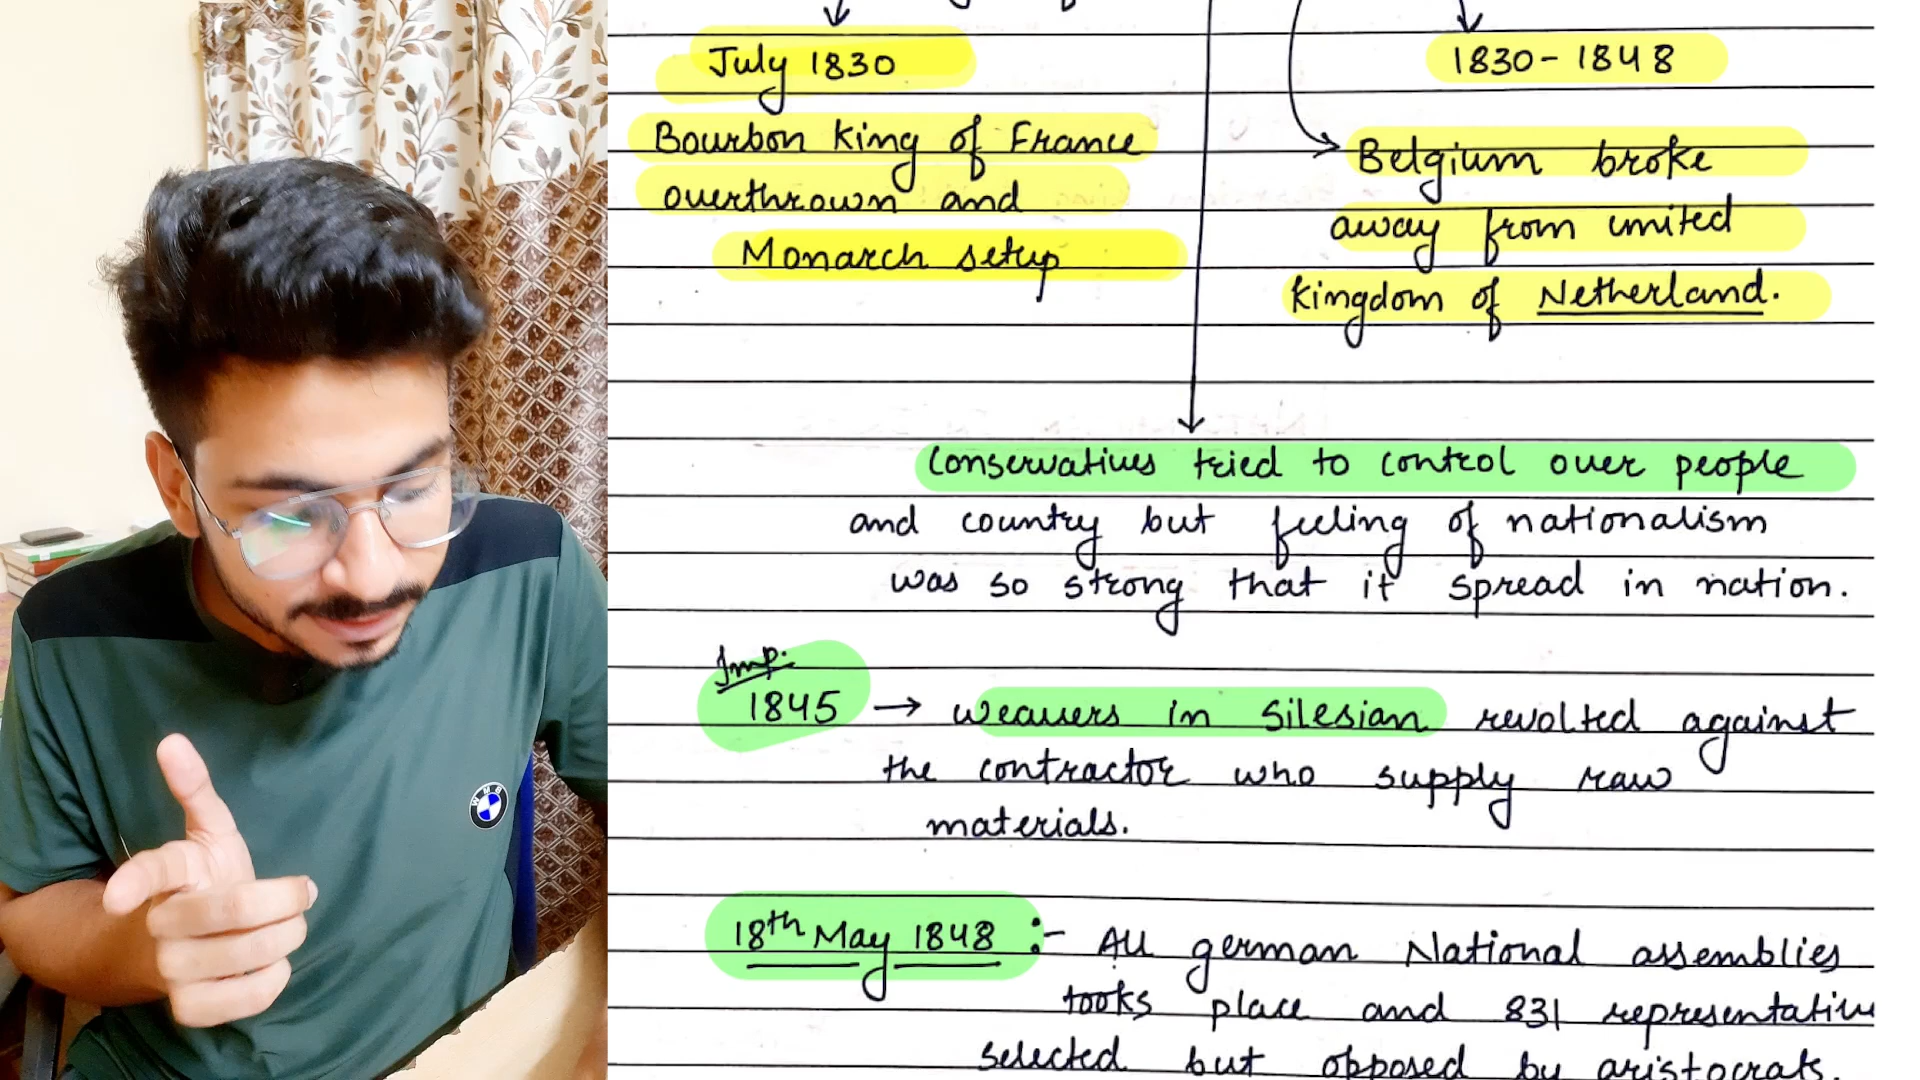 July 1830
Bourbon King of France
overthrown and
Monarch setup
1830-1848
Belgium broke
away from united
kingdom of Netherland.
Conservatives tried to control over people
and country but feeling of nationalism
was so strong that it spread in nation.
Imp.
1845 → weavers in Silesian revolted against
the contractor who supply raw
materials.
18th May 1848 :- All german National assemblies
tooks place and 831 representative
selected but opposed by aristocrats.
BMW